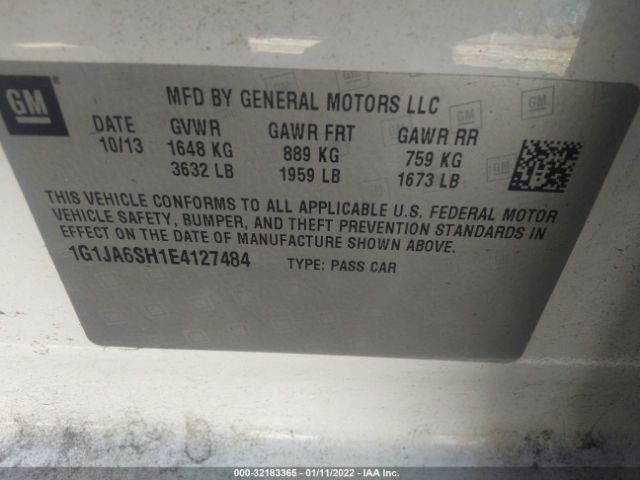 GM
MFD BY GENERAL MOTORS LLC
DATE GVWR GAWR FRT GAWR RR
10/13 1648 KG 889 KG 759 KG
3632 LB 1959 LB 1673 LB
THIS VEHICLE CONFORMS TO ALL APPLICABLE U.S. FEDERAL MOTOR
VEHICLE SAFETY, BUMPER, AND THEFT PREVENTION STANDARDS IN
EFFECT ON THE DATE OF MANUFACTURE SHOWN ABOVE.
1G1JA6SH1E4127484 TYPE: PASS CAR
000-32183365 - 01/11/2022 - IAA Inc.